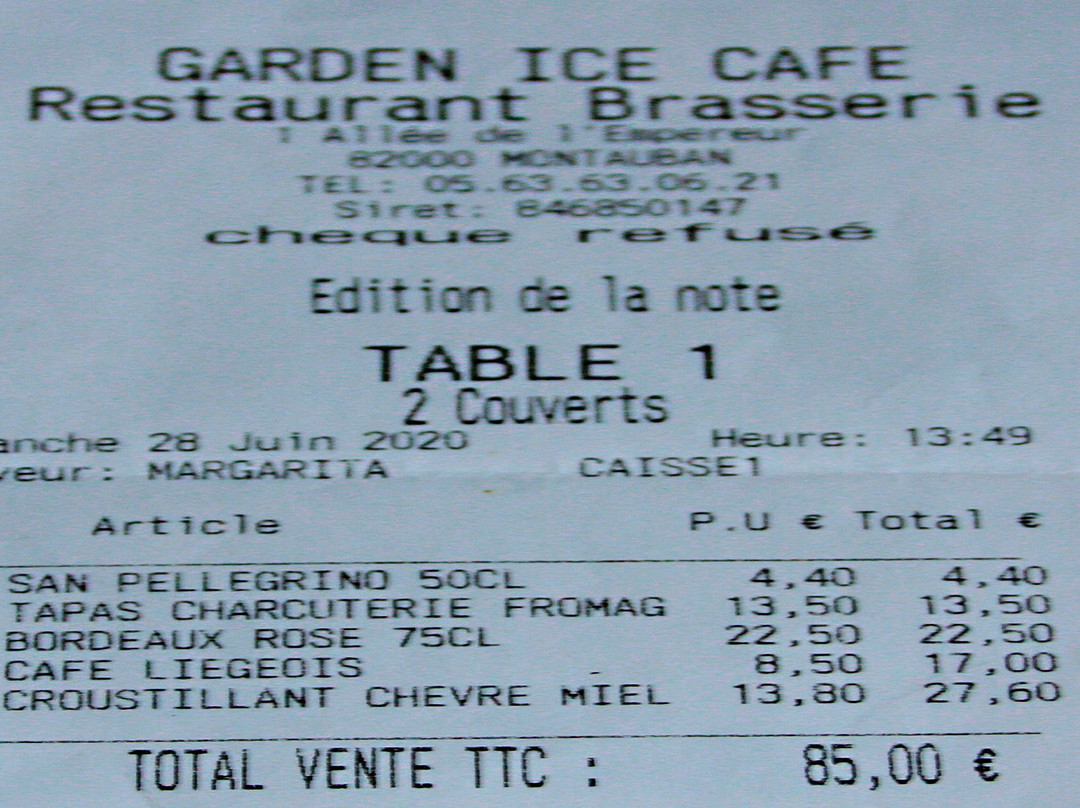 GARDEN ICE CAFE
Restaurant Brasserie
1 Allée de l'Empereur
82000 MONTAUBAN
TEL: 05.63.63.06.21
Siret: 846850147
cheque refusé
Edition de la note
TABLE 1
2 Couverts
anche 28 Juin 2020 Heure: 13:49
veur: MARGARITA CAISSE1
Article P.U € Total €
SAN PELLEGRINO 50CL 4,40 4,40
TAPAS CHARCUTERIE FROMAG 13,50 13,50
BORDEAUX ROSE 75CL 22,50 22,50
CAFE LIEGEOIS 8,50 17,00
CROUSTILLANT CHEVRE MIEL 13,80 27,60
TOTAL VENTE TTC : 85,00 €